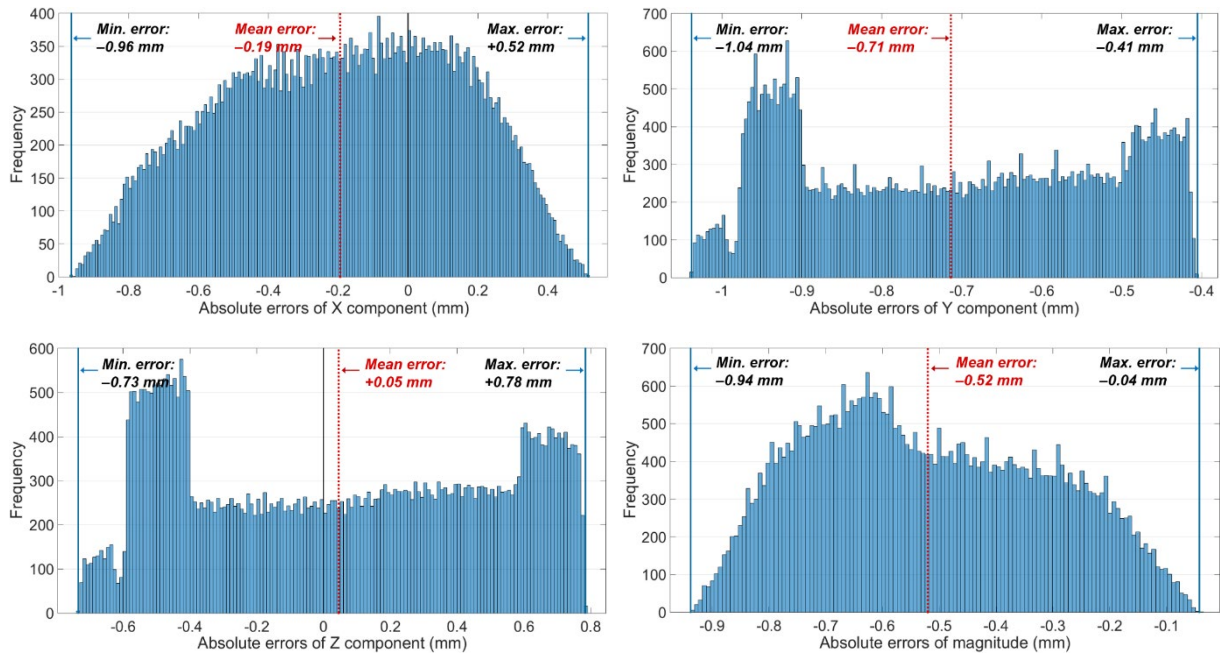 400
350
300
250
200
150
100
50
0
Frequency
Min. error:
–0.96 mm
Mean error:
–0.19 mm
Max. error:
+0.52 mm
-1
-0.8
-0.6
-0.4
-0.2
0
0.2
0.4
Absolute errors of X component (mm)
700
600
500
400
300
200
100
0
Frequency
Min. error:
–1.04 mm
Mean error:
–0.71 mm
Max. error:
–0.41 mm
-1
-0.9
-0.8
-0.7
-0.6
-0.5
-0.4
Absolute errors of Y component (mm)
600
500
400
300
200
100
0
Frequency
Min. error:
–0.73 mm
Mean error:
+0.05 mm
Max. error:
+0.78 mm
-0.6
-0.4
-0.2
0
0.2
0.4
0.6
0.8
Absolute errors of Z component (mm)
700
600
500
400
300
200
100
0
Frequency
Min. error:
–0.94 mm
Mean error:
–0.52 mm
Max. error:
–0.04 mm
-0.9
-0.8
-0.7
-0.6
-0.5
-0.4
-0.3
-0.2
-0.1
Absolute errors of magnitude (mm)